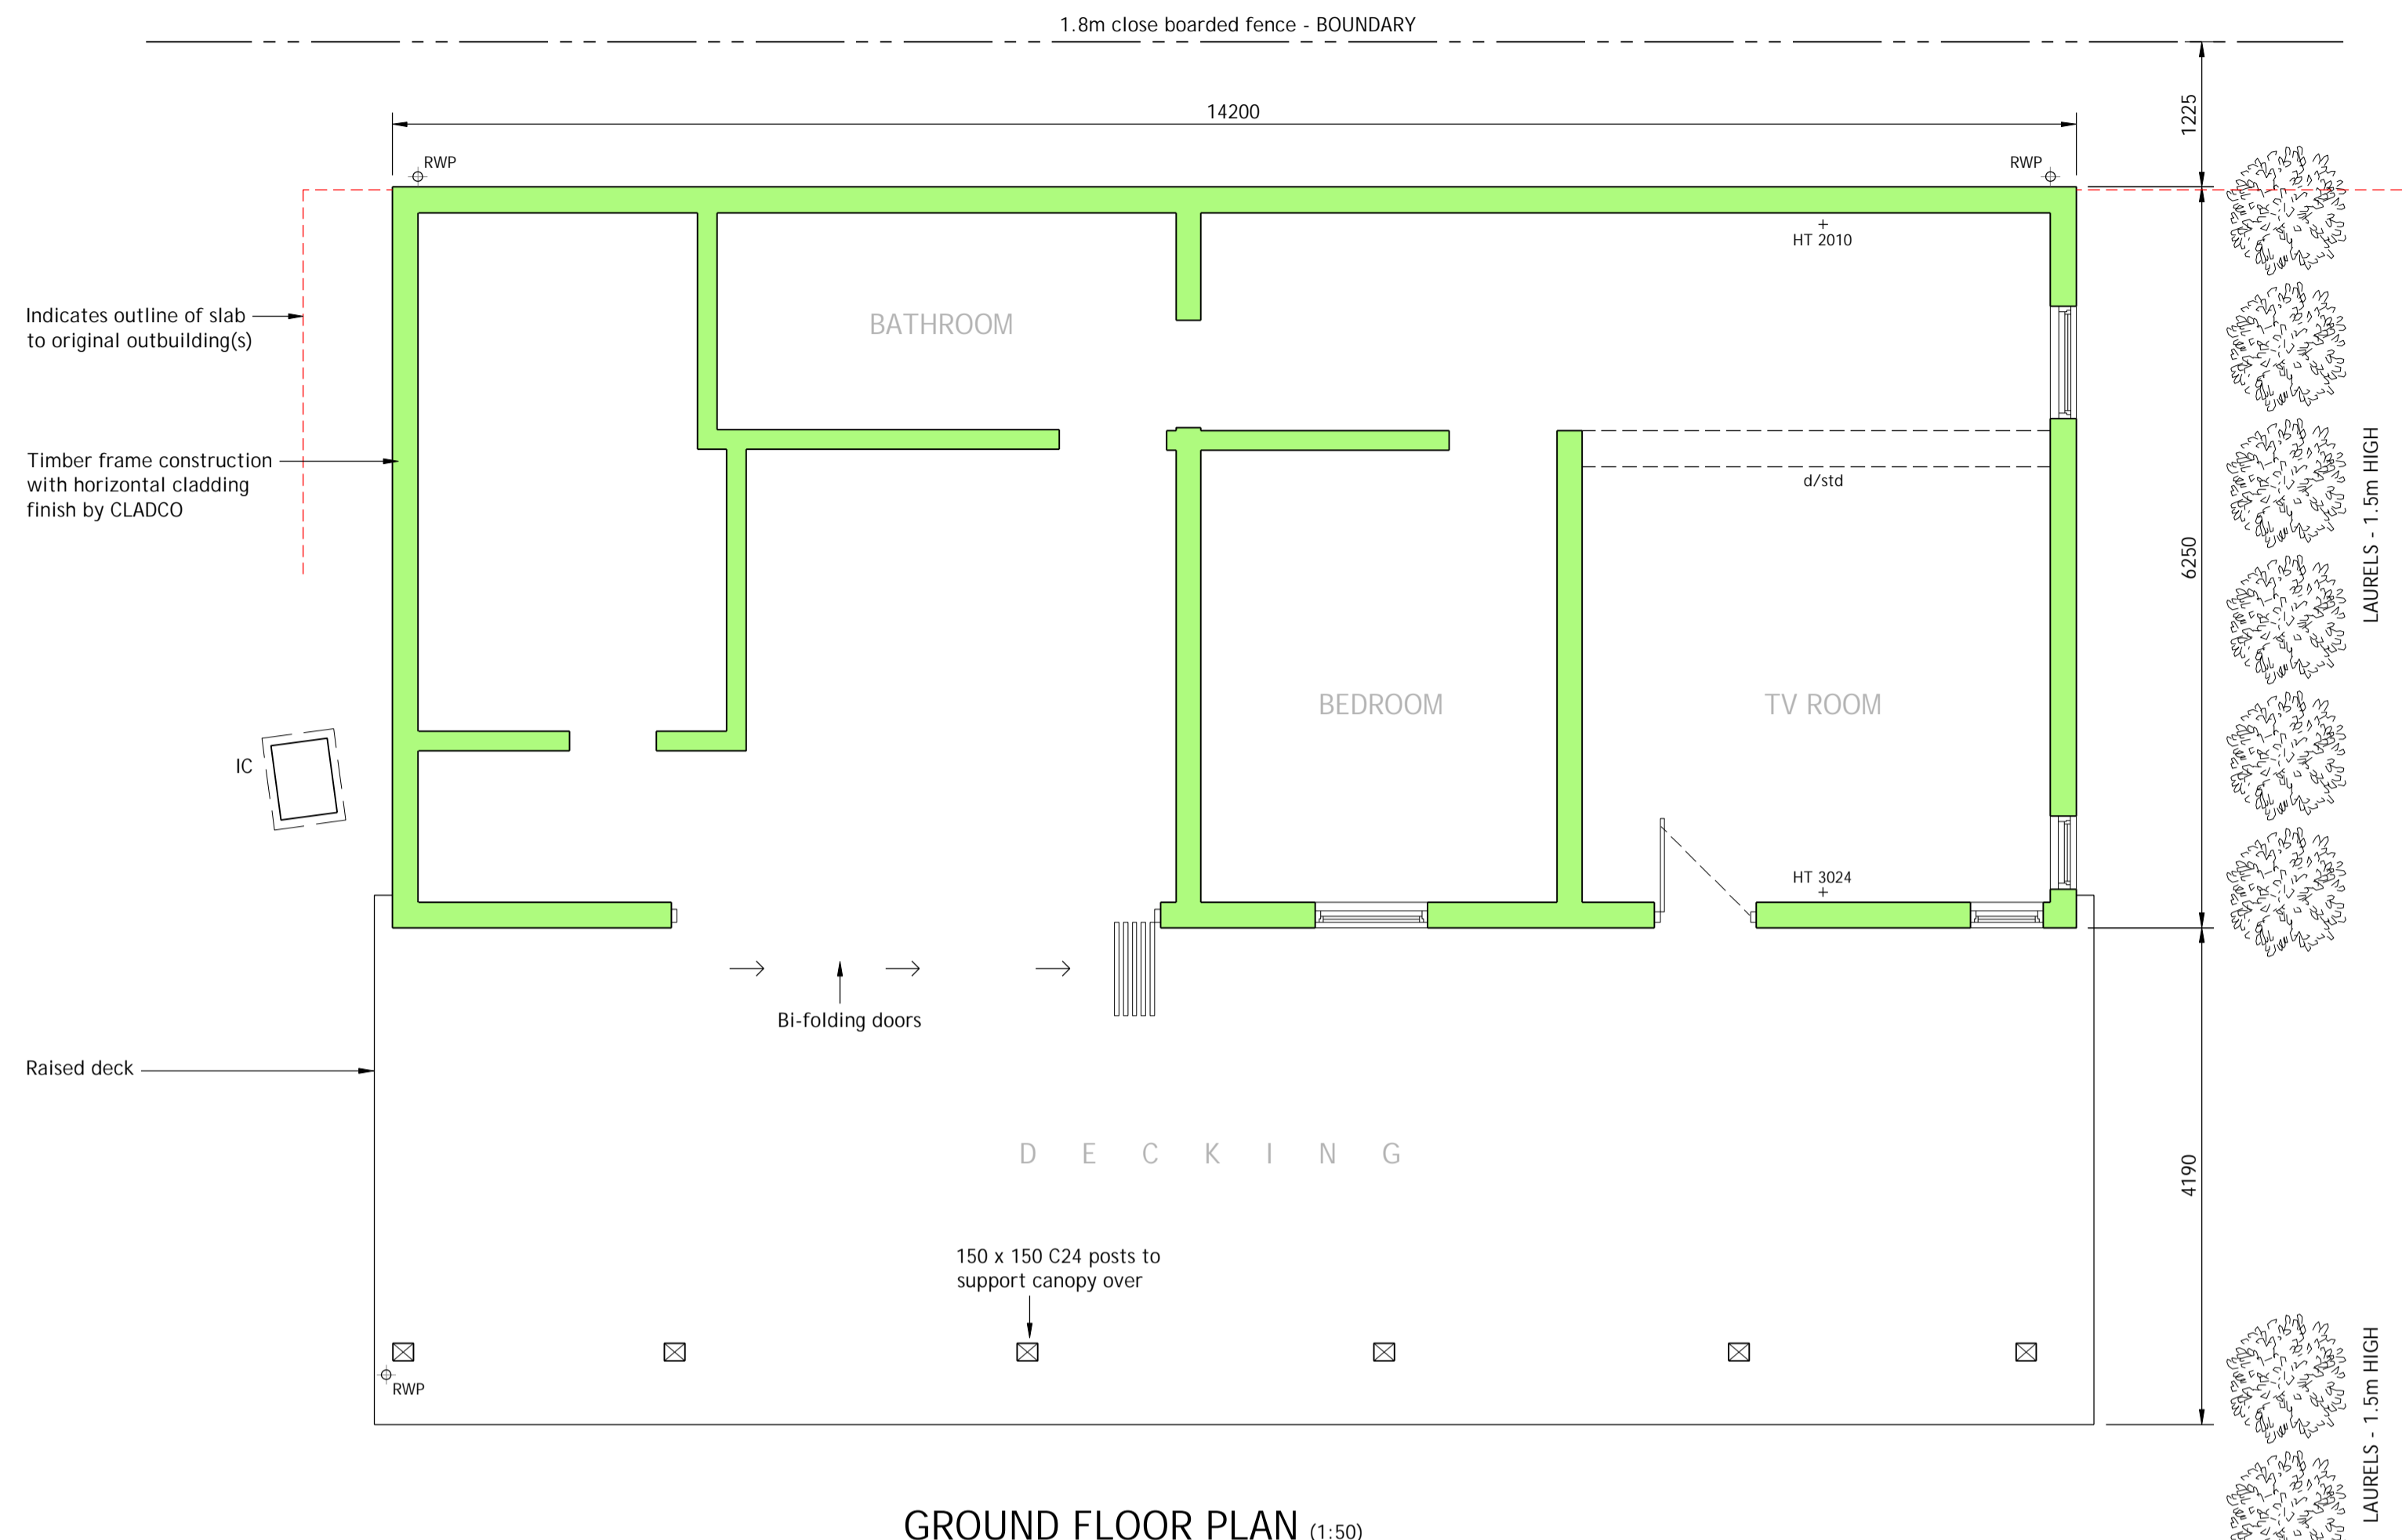 1.8m close boarded fence - BOUNDARY
14200
1225
RWP
RWP
HT 2010
Indicates outline of slab
to original outbuilding(s)
BATHROOM
Timber frame construction
with horizontal cladding
finish by CLADCO
d/std
LAURELS - 1.5m HIGH
6250
BEDROOM
TV ROOM
IC
HT 3024
Bi-folding doors
Raised deck
D E C K I N G
4190
150 x 150 C24 posts to
support canopy over
RWP
LAURELS - 1.5m HIGH
GROUND FLOOR PLAN (1:50)